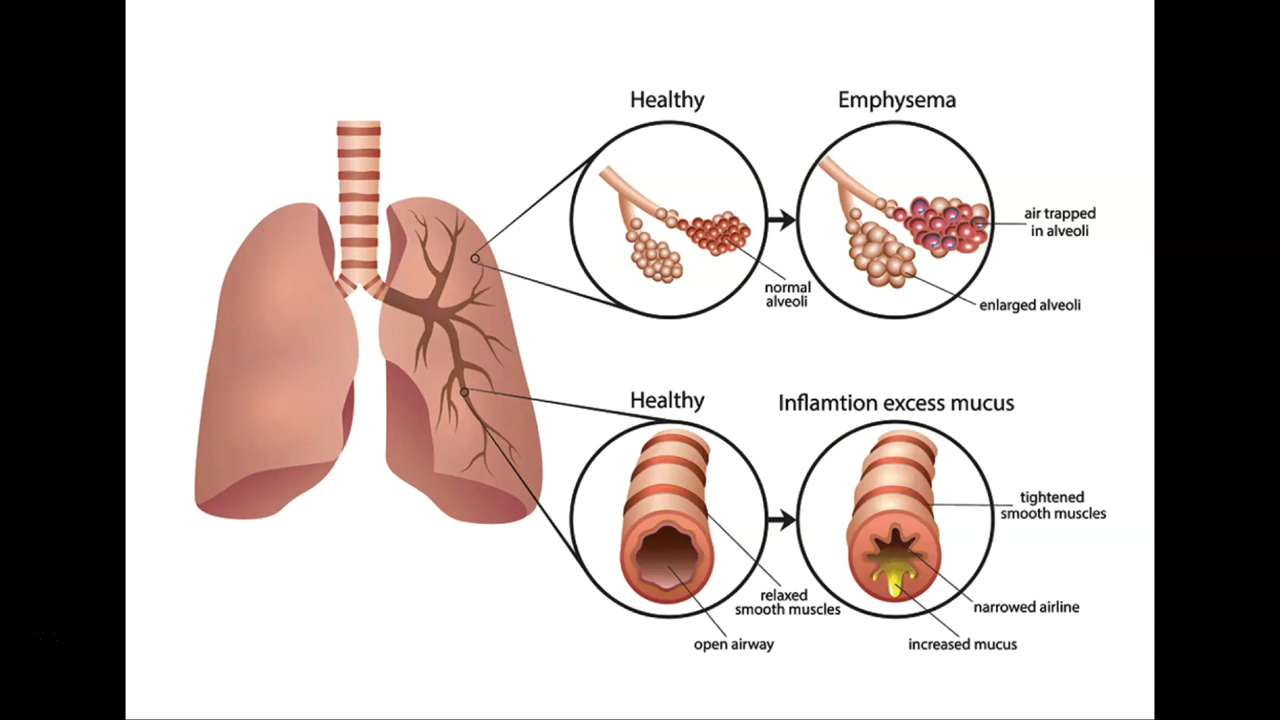 Healthy
Emphysema
air trapped
in alveoli
normal
alveoli
enlarged alveoli
Healthy
Inflamtion excess mucus
tightened
smooth muscles
relaxed
smooth muscles
narrowed airline
open airway
increased mucus